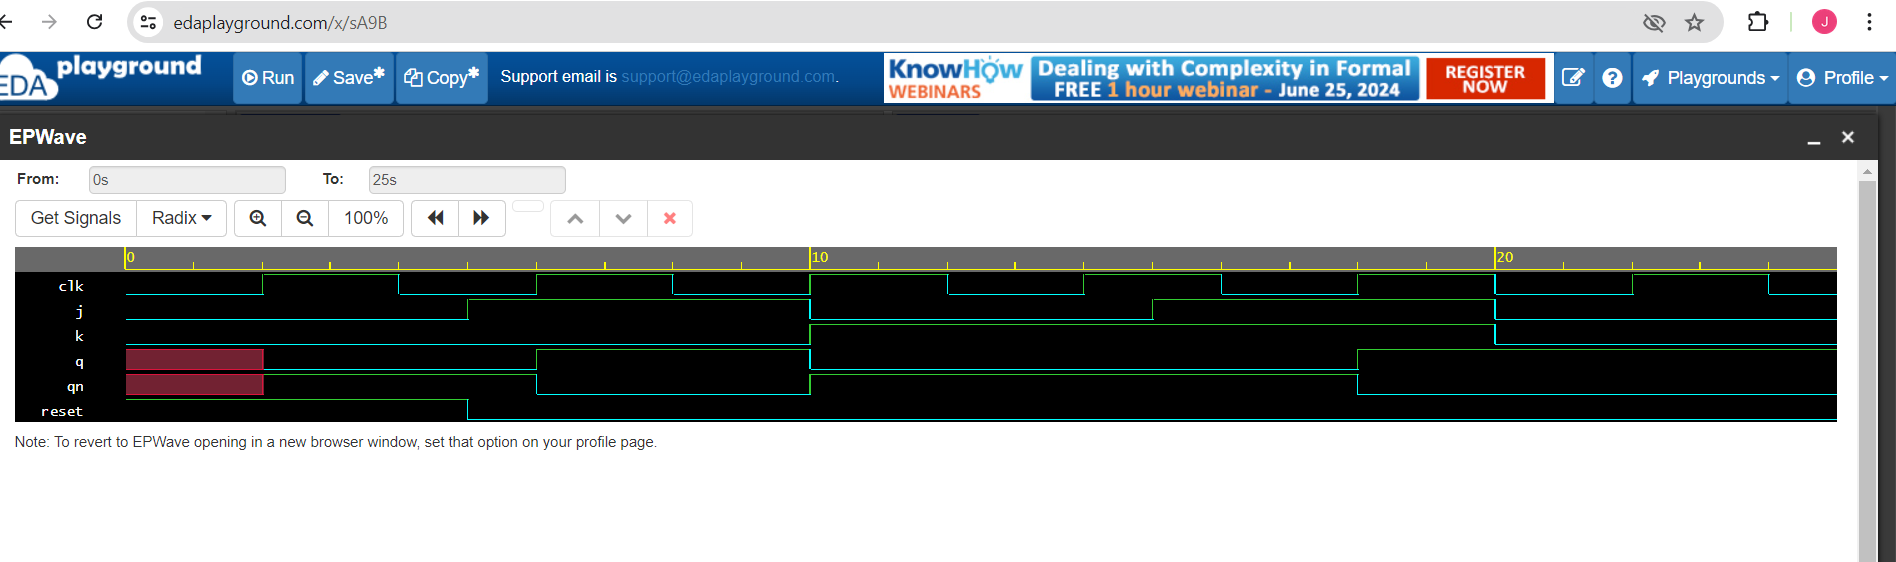 edaplayground.com/x/sA9B
J
EDA playground
Run
Save*
Copy*
Support email is support@edaplayground.com.
KNOWHOW WEBINARS
Dealing with Complexity in Formal
FREE 1 hour webinar - June 25, 2024
REGISTER NOW
Playgrounds
Profile
EPWave
From: 0s To: 25s
Get Signals Radix 100%
0 10 20
clk
j
k
q
qn
reset
Note: To revert to EPWave opening in a new browser window, set that option on your profile page.